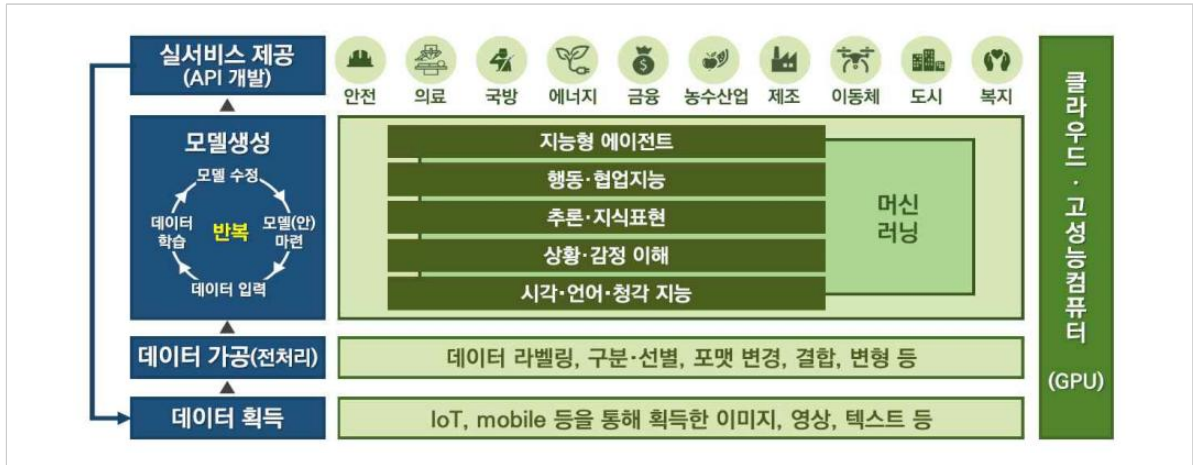 실서비스 제공
(API 개발)
안전
의료
국방
에너지
금융
농수산업
제조
이동체
도시
복지
모델생성
모델 수정
모델(안)
마련
데이터 입력
데이터
학습
반복
지능형 에이전트
행동·협업지능
추론·지식표현
상황·감정 이해
시각·언어·청각 지능
머신
러닝
데이터 가공(전처리)
데이터 라벨링, 구분·선별, 포맷 변경, 결합, 변형 등
데이터 획득
IoT, mobile 등을 통해 획득한 이미지, 영상, 텍스트 등
클라우드·고성능컴퓨터
(GPU)